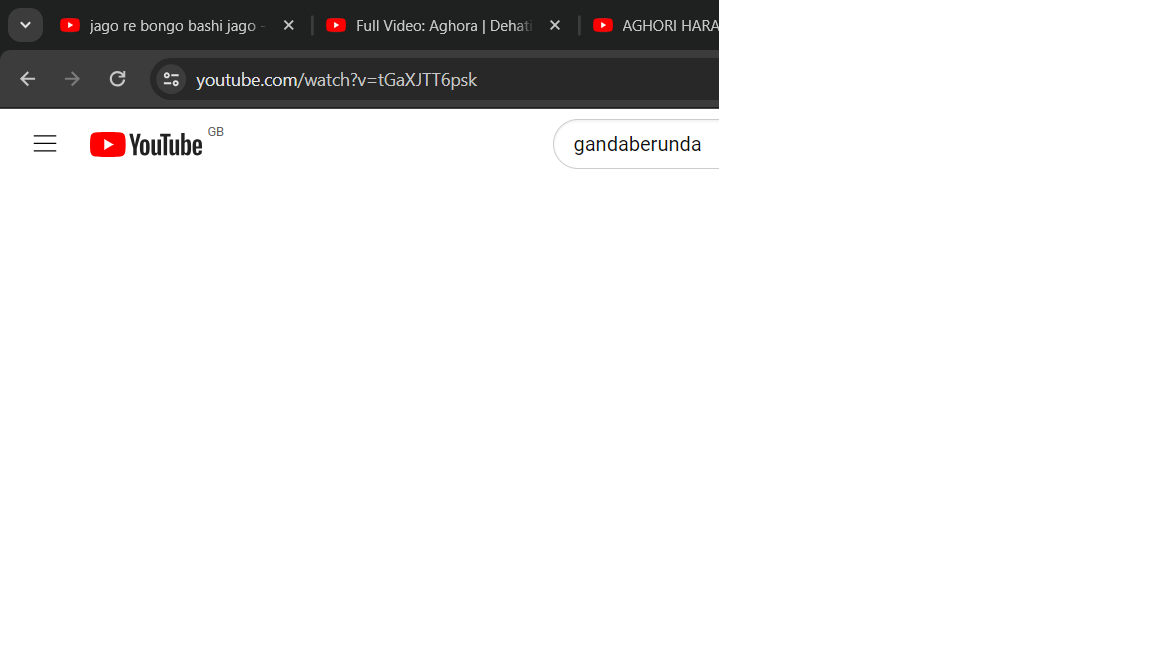 jago re bongo bashi jago - Full Video: Aghora | Dehati AGHORI HARA
youtube.com/watch?v=tGaXJTT6psk
YouTube GB gandaberunda